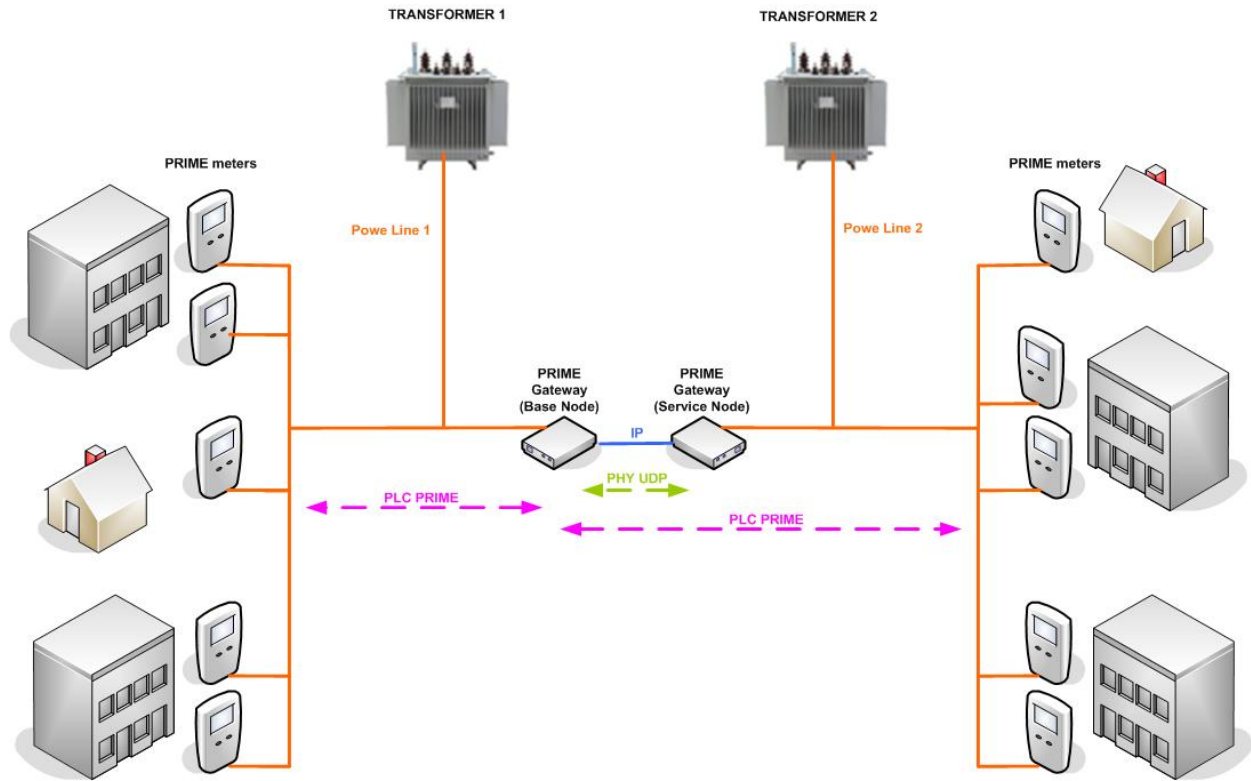 TRANSFORMER 1
TRANSFORMER 2
PRIME meters
PRIME meters
Powe Line 1
Powe Line 2
PRIME
Gateway
(Base Node)
PRIME
Gateway
(Service Node)
IP
PHY UDP
PLC PRIME
PLC PRIME